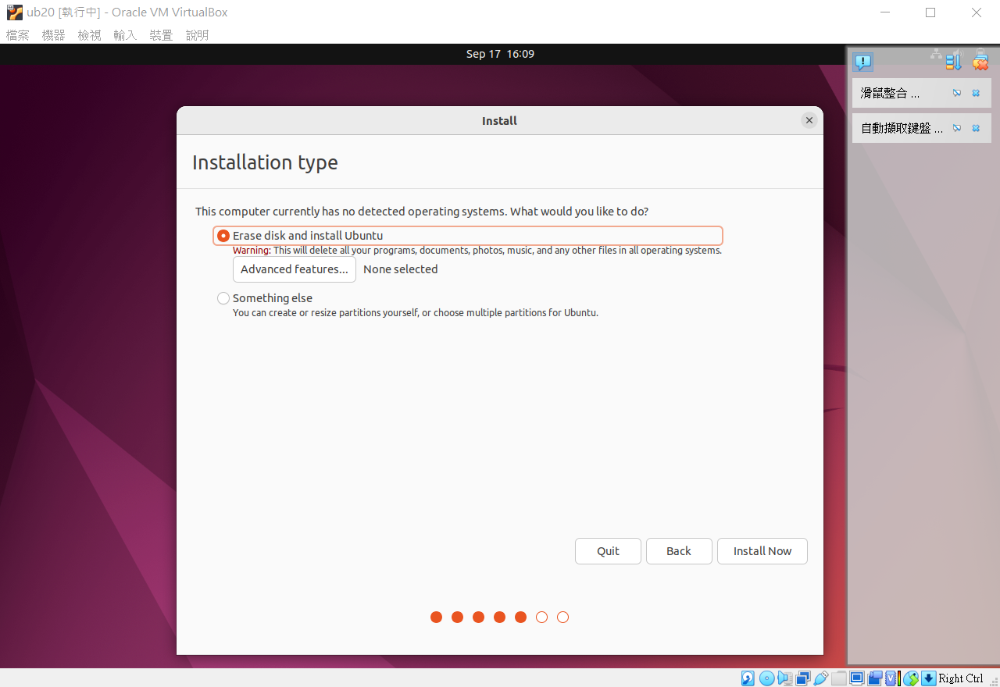 ub20 [執行中] - Oracle VM VirtualBox
檔案 機器 檢視 輸入 裝置 說明
Sep 17 16:09
滑鼠整合 ...
自動擷取鍵盤 ...
Install
Installation type
This computer currently has no detected operating systems. What would you like to do?
Erase disk and install Ubuntu
Warning: This will delete all your programs, documents, photos, music, and any other files in all operating systems.
Advanced features... None selected
Something else
You can create or resize partitions yourself, or choose multiple partitions for Ubuntu.
Quit Back Install Now
Right Ctrl